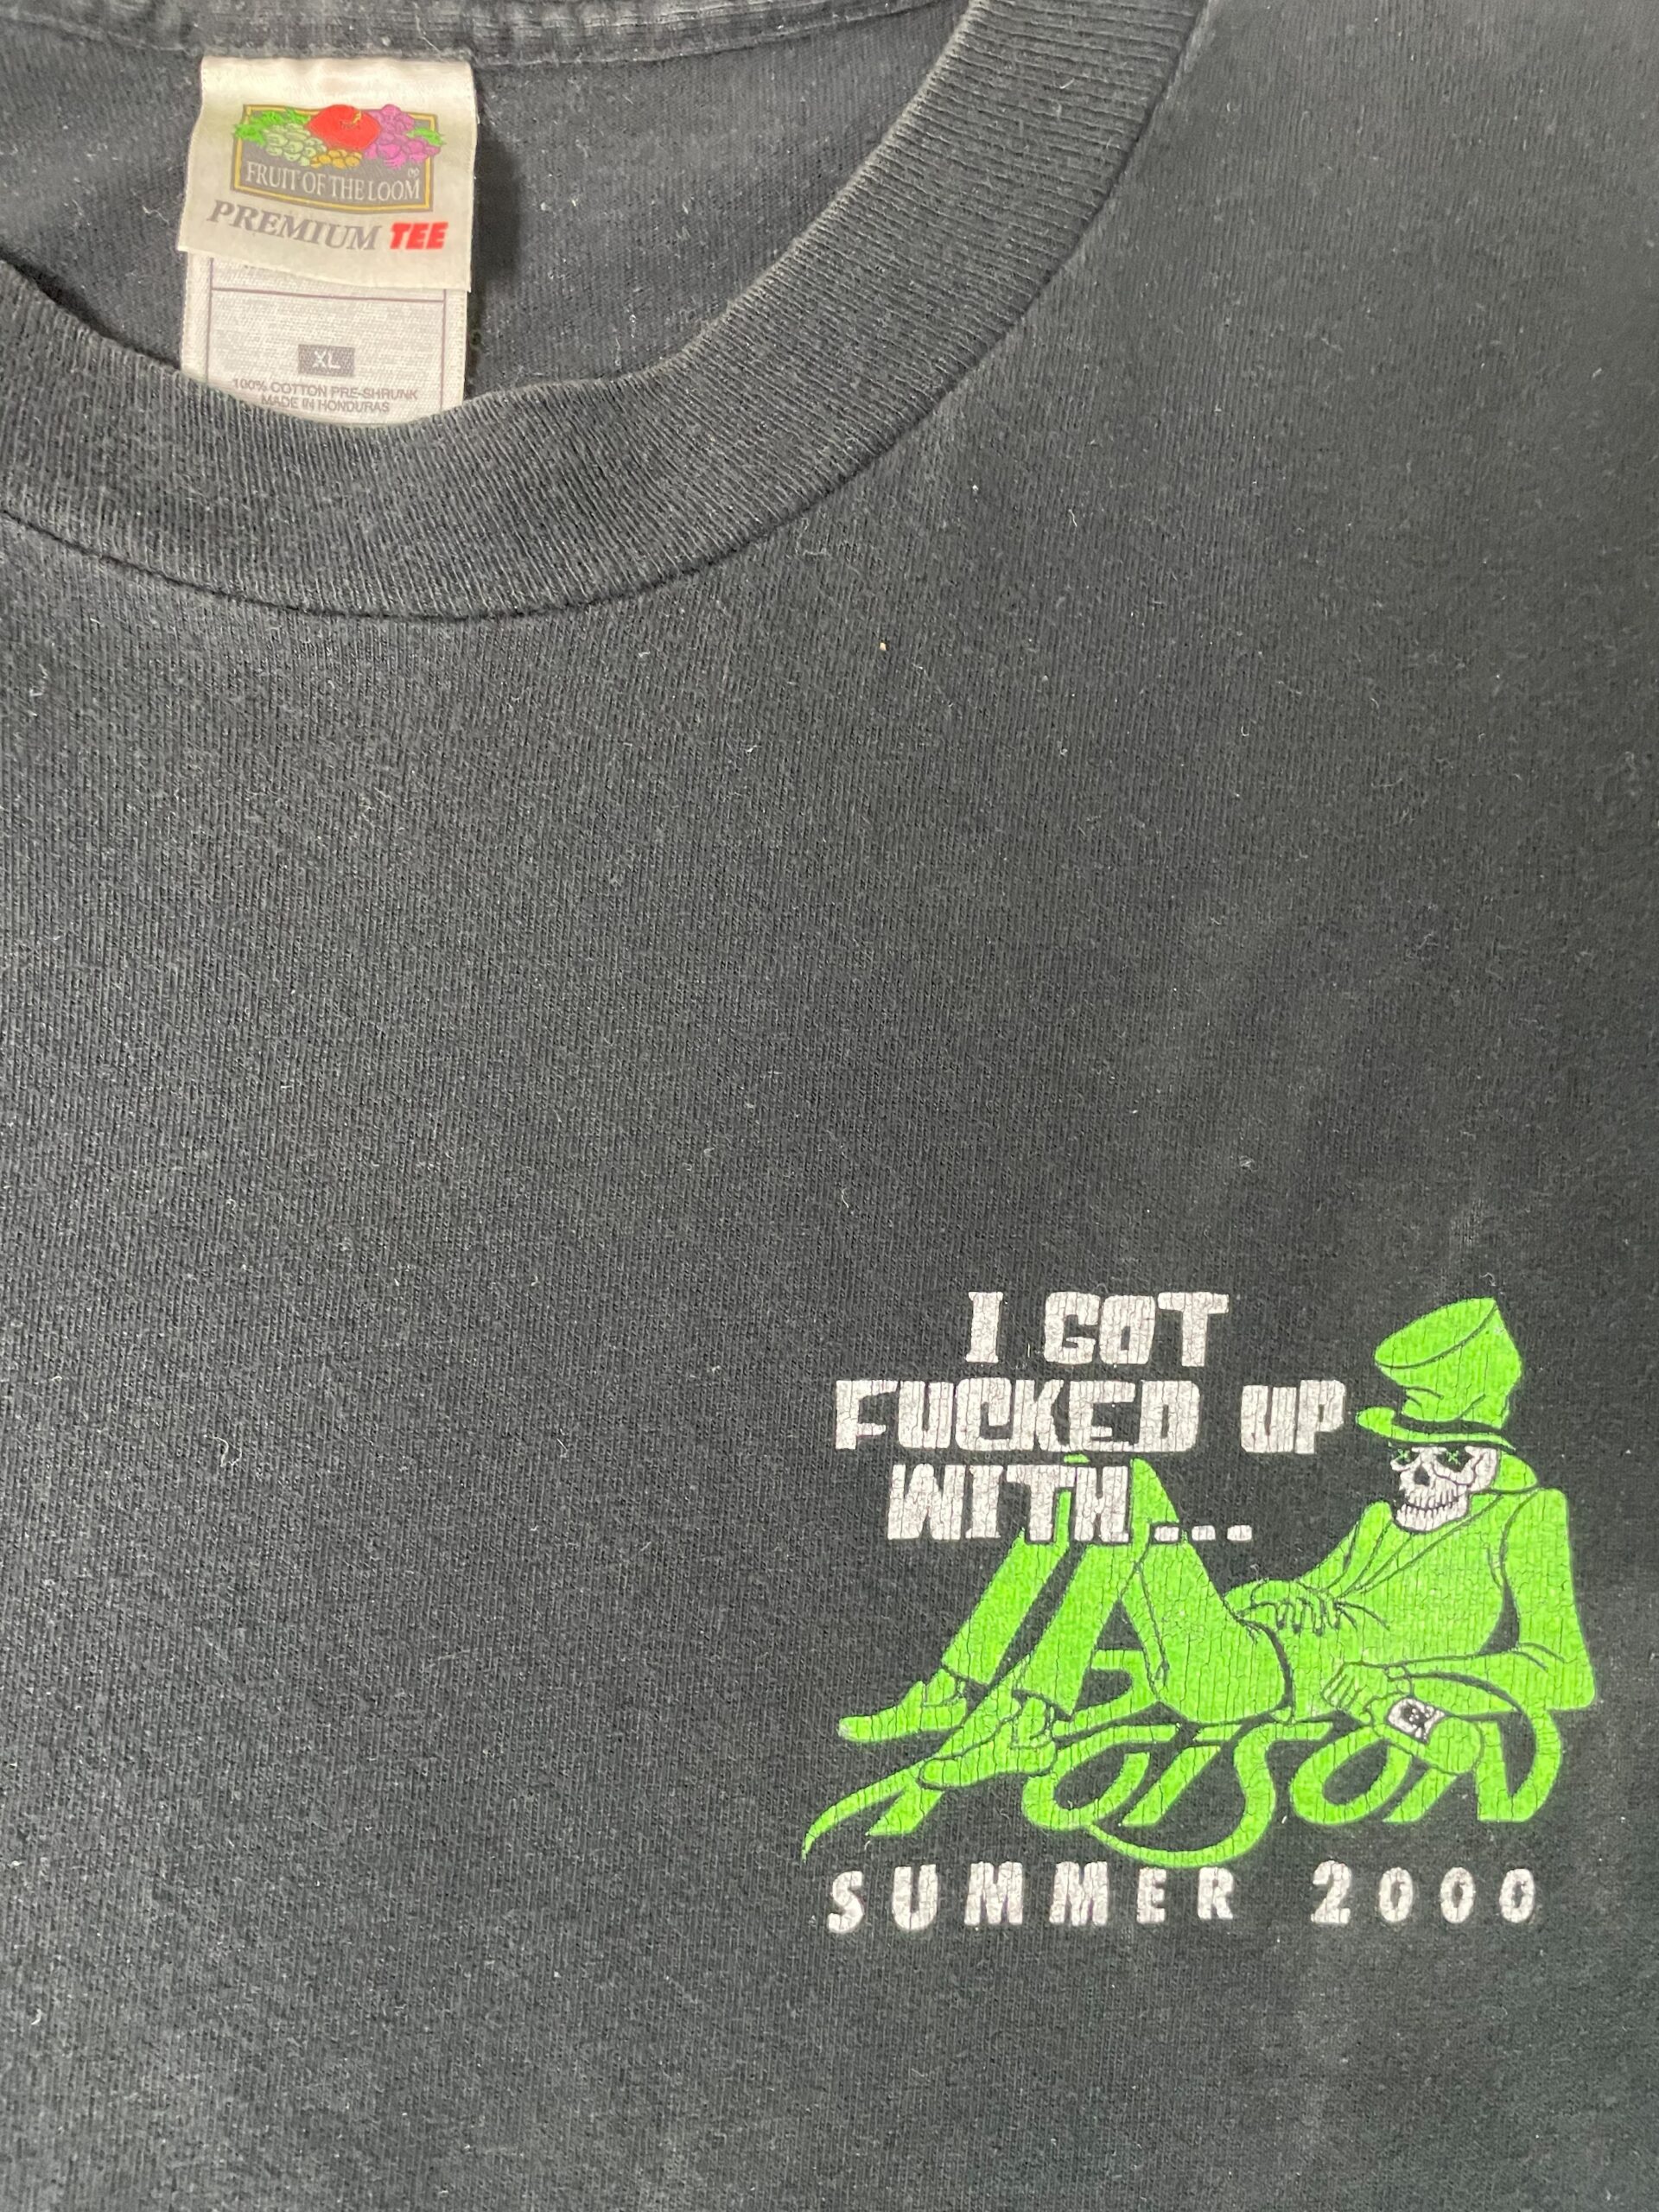 FRUIT OF THE LOOM ®
PREMIUM TEE
XL
100% COTTON PRE-SHRUNK
MADE IN HONDURAS
I GOT
FUCKED UP
WITH...
POISON
SUMMER 2000